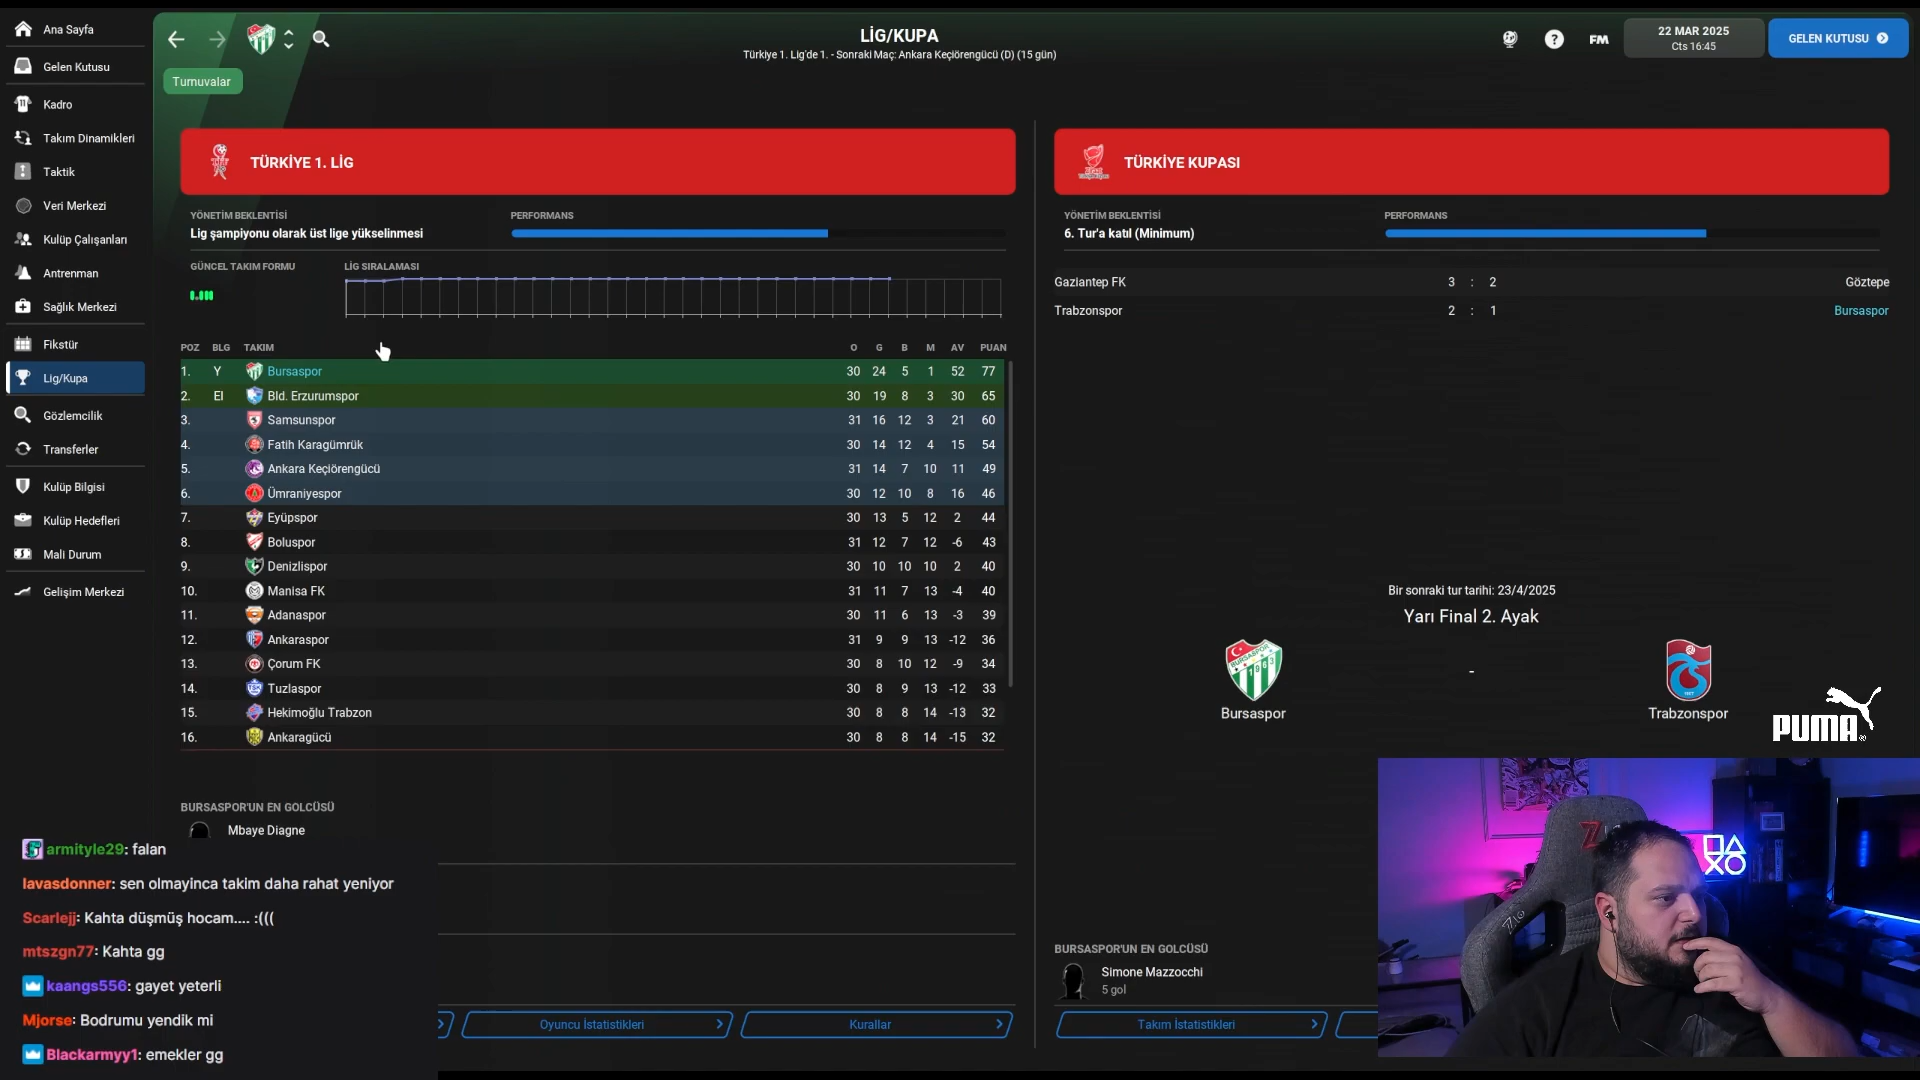 Ana Sayfa
Gelen Kutusu
Kadro
Takım Dinamikleri
Taktik
Veri Merkezi
Kulüp Çalışanları
Antrenman
Sağlık Merkezi
Fikstür
Lig/Kupa
Gözlemcilik
Transferler
Kulüp Bilgisi
Kulüp Hedefleri
Mali Durum
Gelişim Merkezi
LİG/KUPA
Türkiye 1. Lig'de 1. - Sonraki Maç: Ankara Keçiörengücü (D) (15 gün)
FM
22 MAR 2025
Cts 16:45
GELEN KUTUSU
Turnuvalar
TÜRKİYE 1. LİG
YÖNETİM BEKLENTİSİ
Lig şampiyonu olarak üst lige yükselinmesi
PERFORMANS
GÜNCEL TAKIM FORMU
LİG SIRALAMASI
POZ BLG TAKIM O G B M AV PUAN
1. Y Bursaspor 30 24 5 1 52 77
2. El Bld. Erzurumspor 30 19 8 3 30 65
3. Samsunspor 31 16 12 3 21 60
4. Fatih Karagümrük 30 14 12 4 15 54
5. Ankara Keçiörengücü 31 14 7 10 11 49
6. Ümraniyespor 30 12 10 8 16 46
7. Eyüpspor 30 13 5 12 2 44
8. Boluspor 31 12 7 12 -6 43
9. Denizlispor 30 10 10 10 2 40
10. Manisa FK 31 11 7 13 -4 40
11. Adanaspor 30 11 6 13 -3 39
12. Ankaraspor 31 9 9 13 -12 36
13. Çorum FK 30 8 10 12 -9 34
14. Tuzlaspor 30 8 9 13 -12 33
15. Hekimoğlu Trabzon 30 8 8 14 -13 32
16. Ankaragücü 30 8 8 14 -15 32
BURSASPOR'UN EN GOLCÜSÜ
Mbaye Diagne
Oyuncu İstatistikleri
Kurallar
TÜRKİYE KUPASI
YÖNETİM BEKLENTİSİ
6. Tur'a katıl (Minimum)
PERFORMANS
Gaziantep FK 3 : 2 Göztepe
Trabzonspor 2 : 1 Bursaspor
Bir sonraki tur tarihi: 23/4/2025
Yarı Final 2. Ayak
-
Bursaspor
Trabzonspor
PUMA
BURSASPOR'UN EN GOLCÜSÜ
Simone Mazzocchi
5 gol
Takım İstatistikleri
armityle29: falan
lavasdonner: sen olmayinca takim daha rahat yeniyor
Scarlejj: Kahta düşmüş hocam.... :(((
mtszgn77: Kahta gg
kaangs556: gayet yeterli
Mjorse: Bodrumu yendik mi
Blackarmyy1: emekler gg